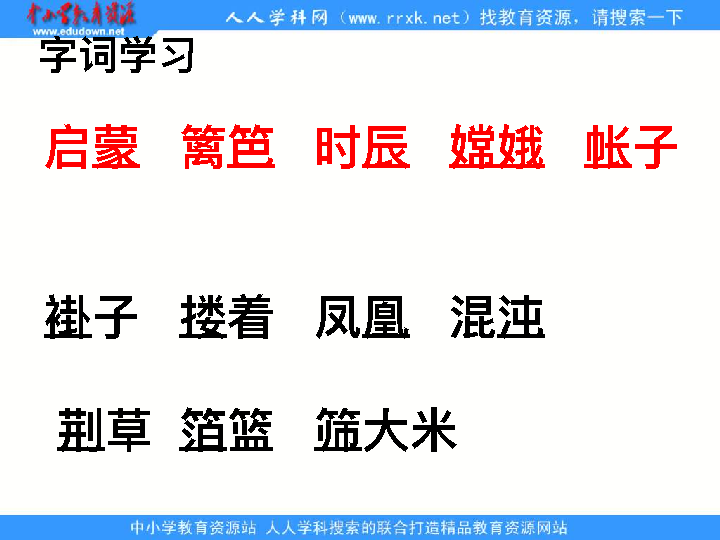 中小学教育资源 人人学科网（www.rrxk.net）找教育资源，请搜索一下
www.edudown.net
字词学习
启蒙 篱笆 时辰 嫦娥 帐子
褂子 搂着 凤凰 混沌
荆草 箔篮 筛大米
中小学教育资源站 人人学科搜索的联合打造精品教育资源网站